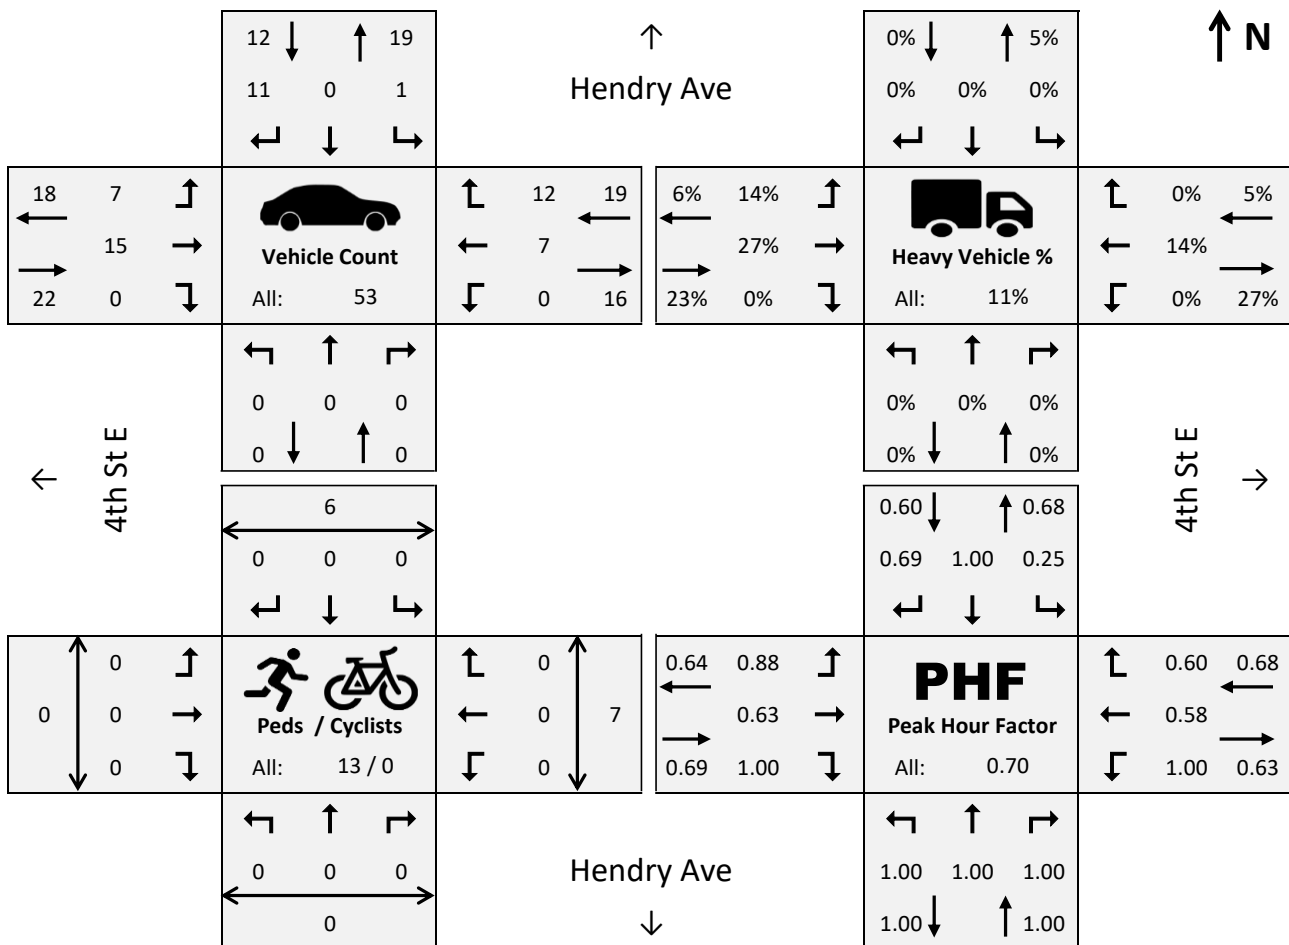 12 19 0% 5% N
11 0 1 Hendry Ave 0% 0% 0%
18 7 12 19 6% 14% 0% 5%
15 Vehicle Count 7 27% Heavy Vehicle % 14%
22 0 All: 53 0 16 23% 0% All: 11% 0% 27%
0 0 0 0% 0% 0%
0 0 0% 0%
4th St E 4th St E
6 0.60 0.68
0 0 0 0.69 1.00 0.25
0 0 0.64 0.88 PHF 0.60 0.68
0 0 Peds / Cyclists 0 7 0.63 Peak Hour Factor 0.58
0 All: 13 / 0 0 0.69 1.00 All: 0.70 1.00 0.63
0 0 0 Hendry Ave 1.00 1.00 1.00
0 1.00 1.00